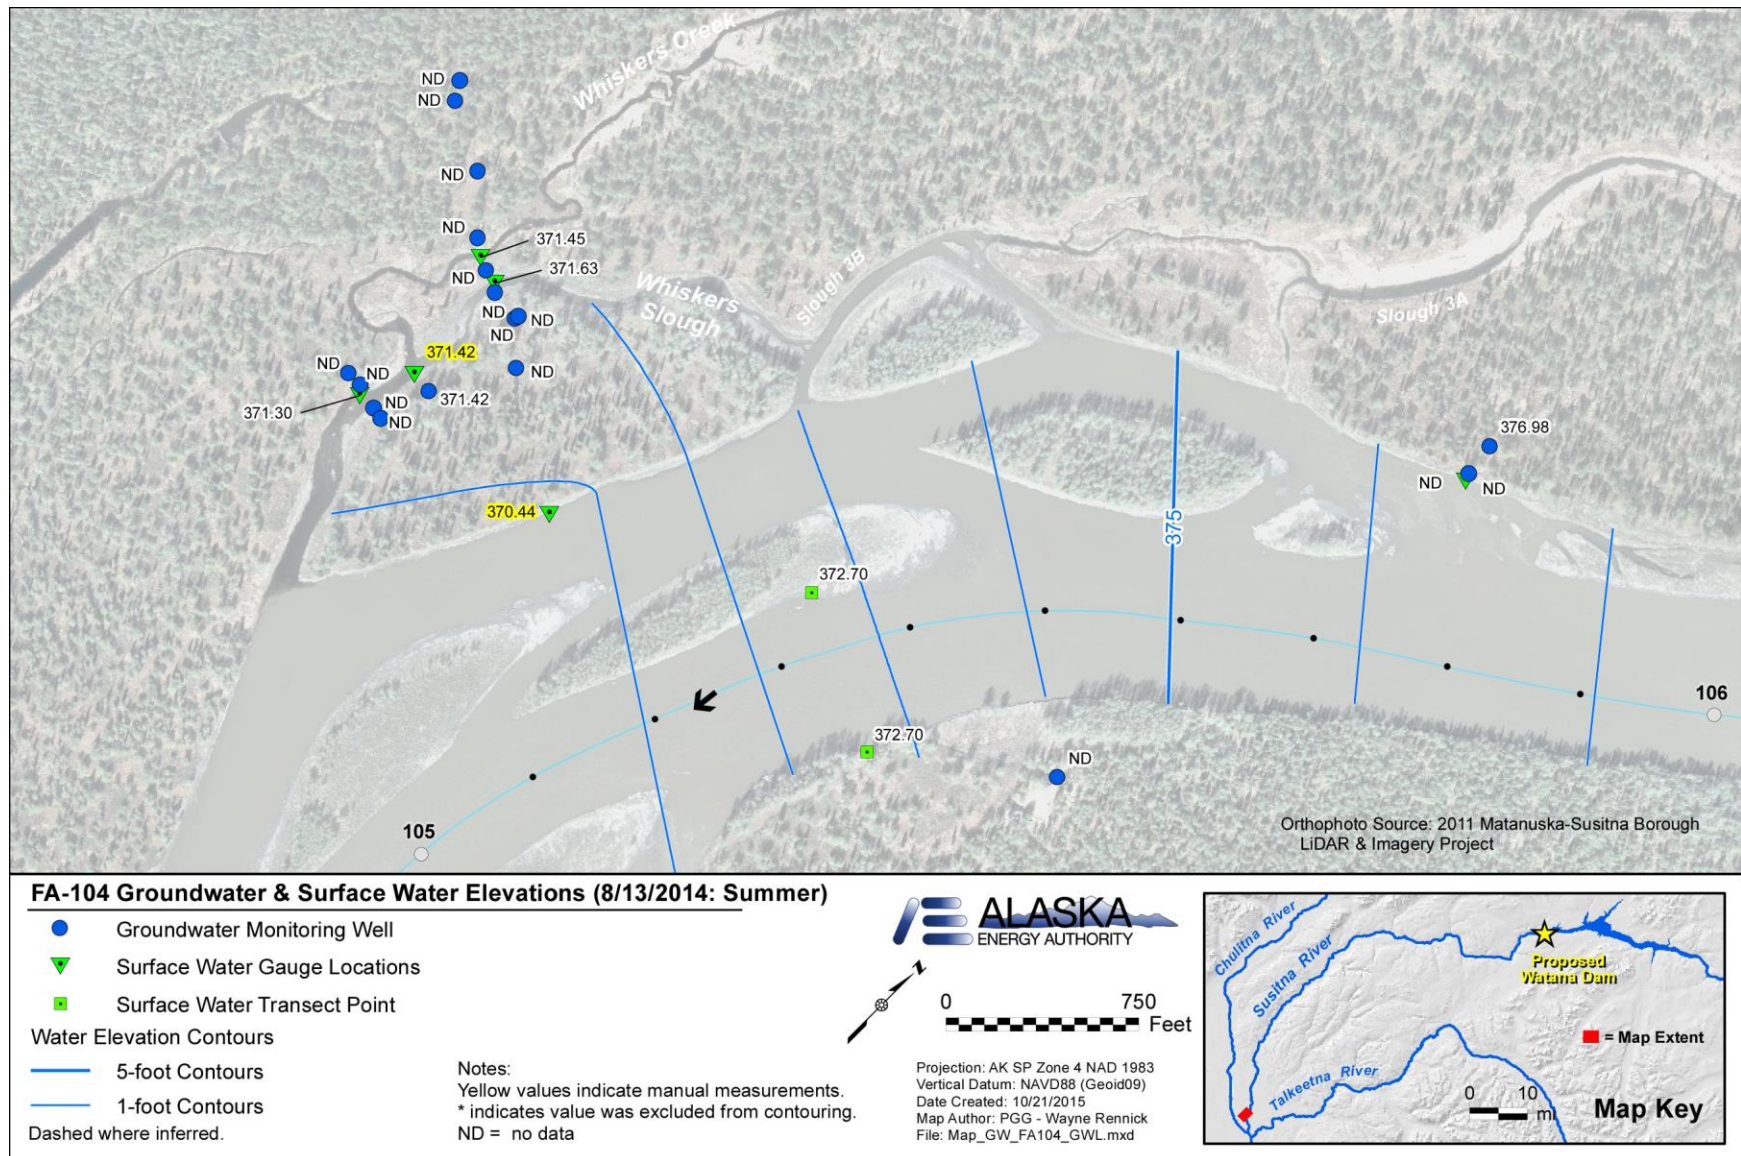 Whiskers Creek
ND
ND
ND
ND
371.45
ND
371.63
ND
ND
ND
ND
Whiskers
Slough
Slough 3B
Slough 3A
371.42
ND
ND
371.42
371.30
ND
ND
370.44
376.98
ND
ND
375
372.70
372.70
ND
105
106
Orthophoto Source: 2011 Matanuska-Susitna Borough
LiDAR & Imagery Project
FA-104 Groundwater & Surface Water Elevations (8/13/2014: Summer)
Groundwater Monitoring Well
Surface Water Gauge Locations
Surface Water Transect Point
Water Elevation Contours
5-foot Contours
1-foot Contours
Dashed where inferred.
Notes:
Yellow values indicate manual measurements.
* indicates value was excluded from contouring.
ND = no data
ALASKA
ENERGY AUTHORITY
N
0 750
Feet
Projection: AK SP Zone 4 NAD 1983
Vertical Datum: NAVD88 (Geoid09)
Date Created: 10/21/2015
Map Author: PGG - Wayne Rennick
File: Map_GW_FA104_GWL.mxd
Chulitna River
Susitna River
Proposed
Watana Dam
= Map Extent
Talkeetna River
0 10
mi
Map Key